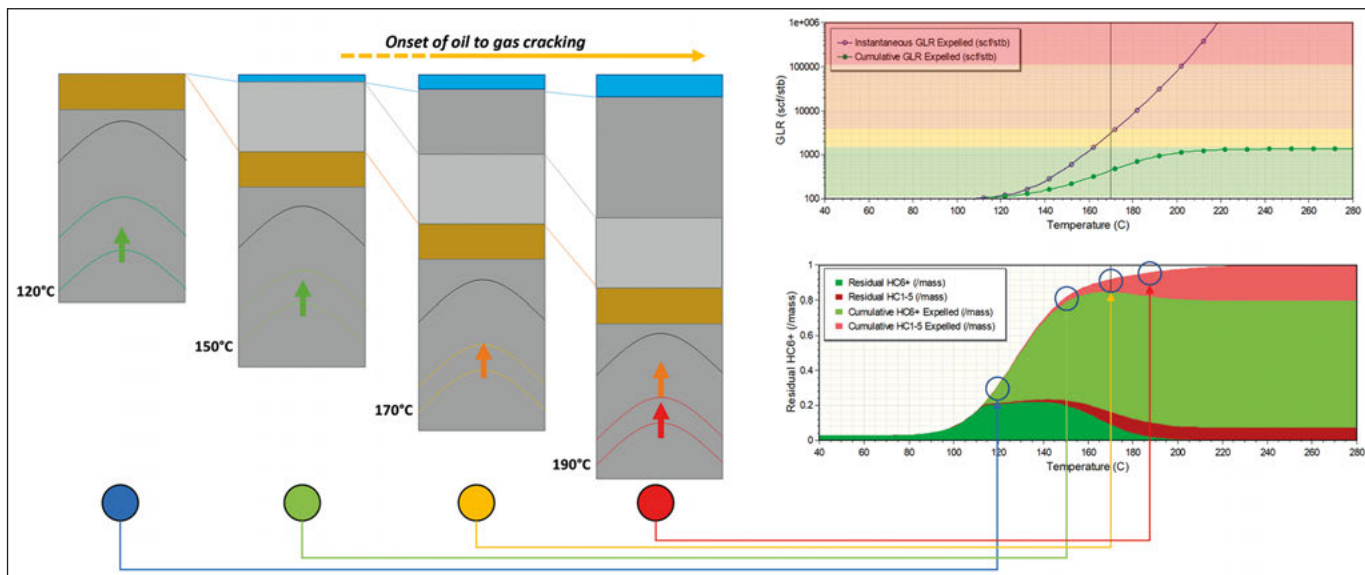 Onset of oil to gas cracking
120°C
150°C
170°C
190°C
1e+006
100000
10000
1000
100
GLR (scf/stb)
Instantaneous GLR Expelled (scf/stb)
Cumulative GLR Expelled (scf/stb)
40 60 80 100 120 140 160 180 200 220 240 260 280
Temperature (C)
1
0.8
0.6
0.4
0.2
0
Residual HC6+ (/mass)
Residual HC6+ (/mass)
Residual HC1-5 (/mass)
Cumulative HC6+ Expelled (/mass)
Cumulative HC1-5 Expelled (/mass)
40 60 80 100 120 140 160 180 200 220 240 260 280
Temperature (C)